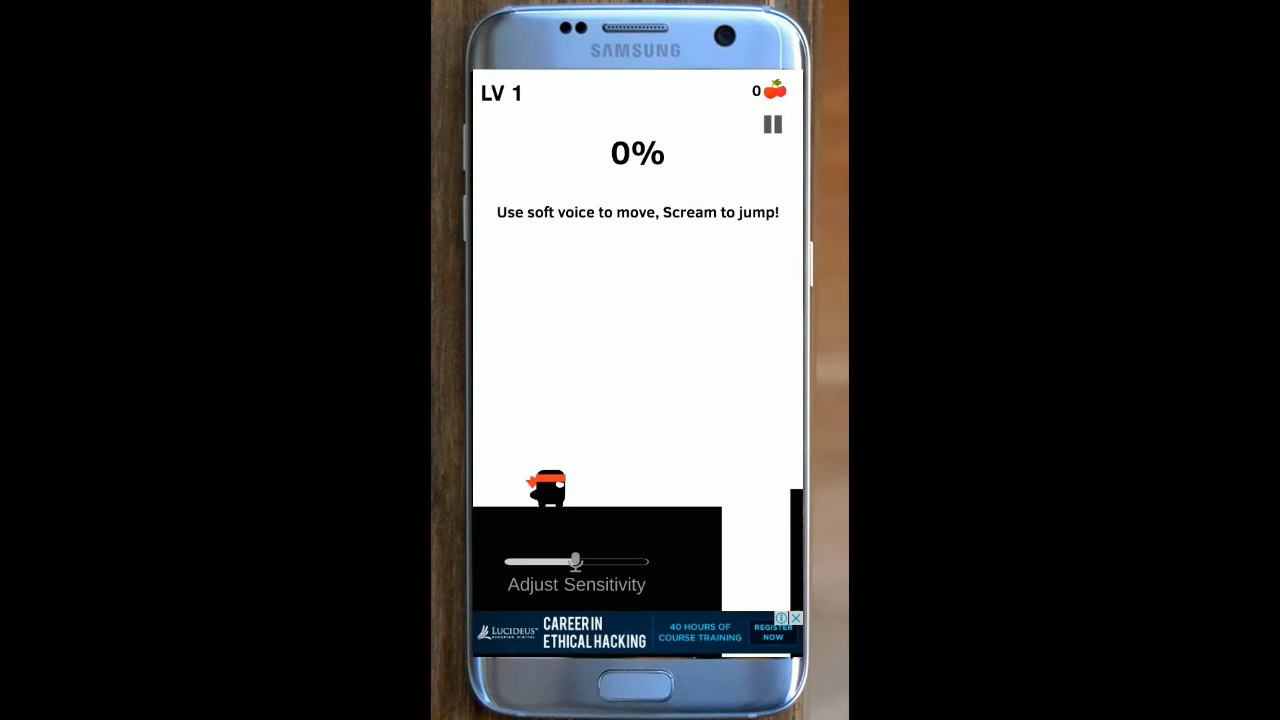 SAMSUNG
LV 1
0
0%
Use soft voice to move, Scream to jump!
Adjust Sensitivity
LUCIDEUS
CAREER IN
ETHICAL HACKING
40 HOURS OF
COURSE TRAINING
REGISTER
NOW